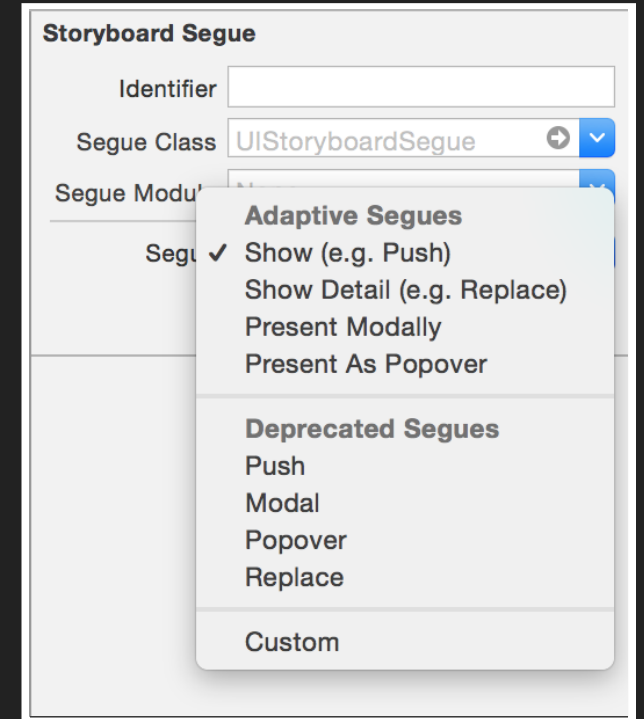 Storyboard Segue
Identifier
Segue Class UIStoryboardSegue
Segue Modul
Segu ✓ Show (e.g. Push)
Adaptive Segues
Show Detail (e.g. Replace)
Present Modally
Present As Popover
Deprecated Segues
Push
Modal
Popover
Replace
Custom